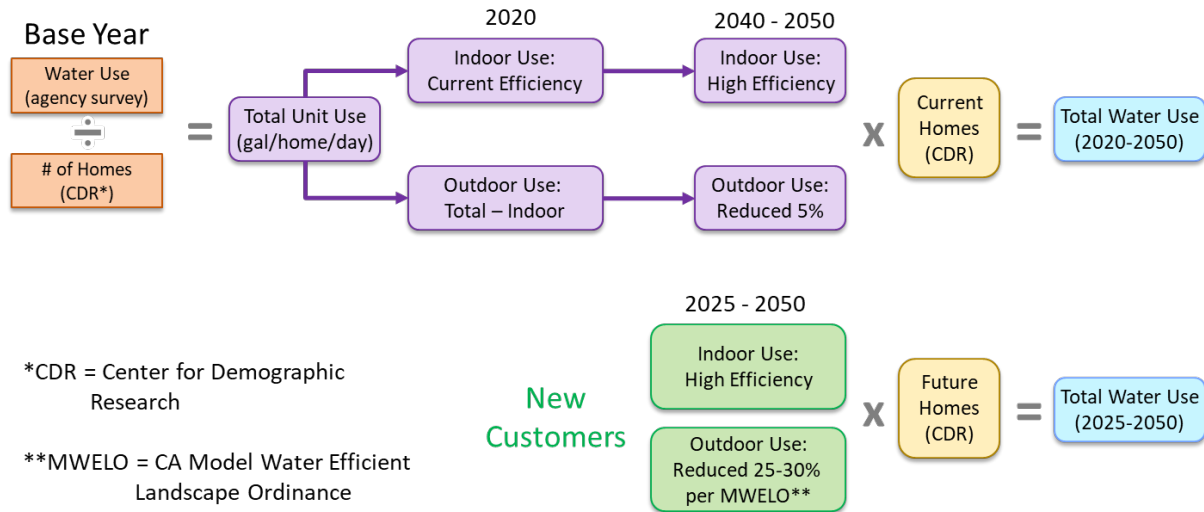 Base Year
Water Use
(agency survey)
÷
# of Homes
(CDR*)
=
Total Unit Use
(gal/home/day)
2020
Indoor Use:
Current Efficiency
Outdoor Use:
Total – Indoor
2040 - 2050
Indoor Use:
High Efficiency
Outdoor Use:
Reduced 5%
x
Current
Homes
(CDR)
=
Total Water Use
(2020-2050)
New
Customers
2025 - 2050
Indoor Use:
High Efficiency
Outdoor Use:
Reduced 25-30%
per MWELO**
x
Future
Homes
(CDR)
=
Total Water Use
(2025-2050)
*CDR = Center for Demographic
Research
**MWELO = CA Model Water Efficient
Landscape Ordinance